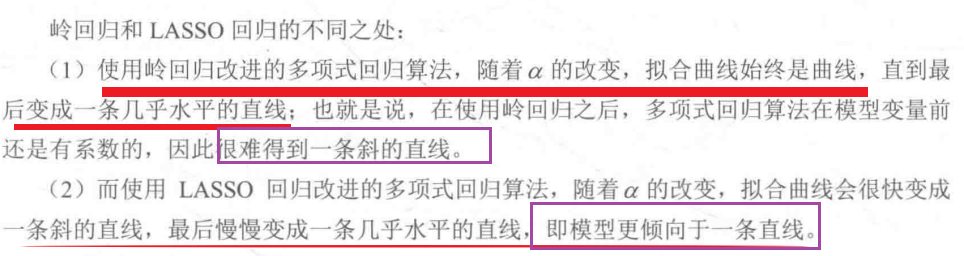 岭回归和 LASSO 回归的不同之处：
（1）使用岭回归改进的多项式回归算法，随着 α 的改变，拟合曲线始终是曲线，直到最
后变成一条几乎水平的直线；也就是说，在使用岭回归之后，多项式回归算法在模型变量前
还是有系数的，因此很难得到一条斜的直线。
（2）而使用 LASSO 回归改进的多项式回归算法，随着 α 的改变，拟合曲线会很快变成
一条斜的直线，最后慢慢变成一条几乎水平的直线，即模型更倾向于一条直线。